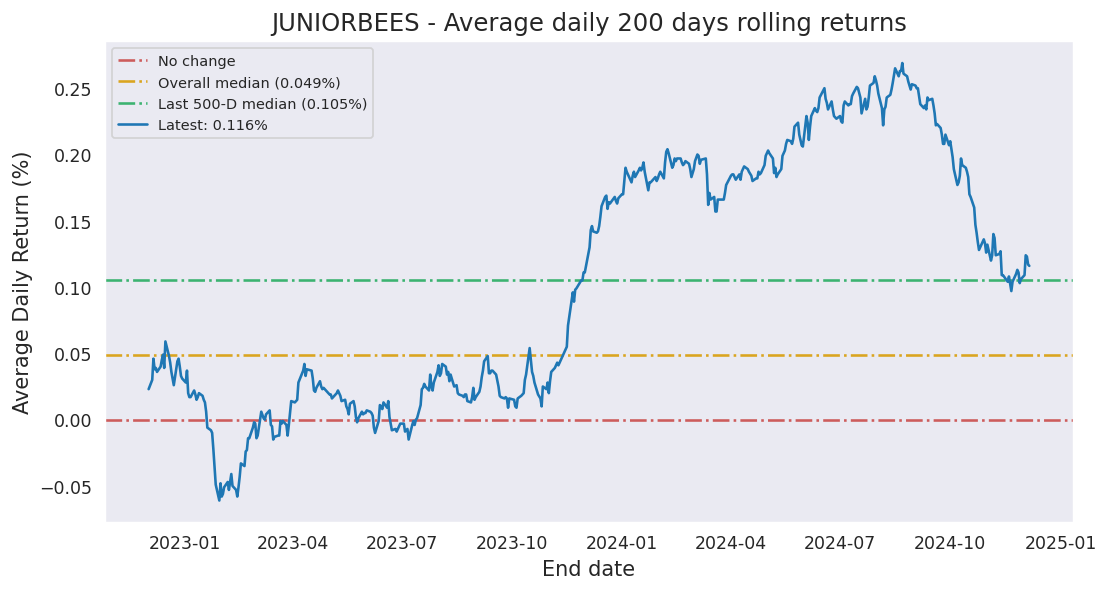 JUNIORBEES - Average daily 200 days rolling returns
No change
Overall median (0.049%)
Last 500-D median (0.105%)
Latest: 0.116%
Average Daily Return (%)
0.25
0.20
0.15
0.10
0.05
0.00
−0.05
2023-01
2023-04
2023-07
2023-10
2024-01
2024-04
2024-07
2024-10
2025-01
End date